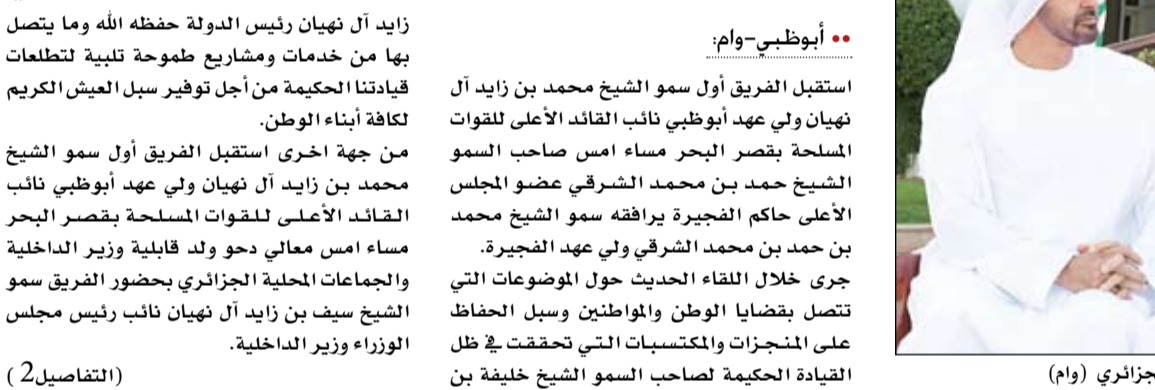 •• أبوظبي-وام:
استقبل الفريق أول سمو الشيخ محمد بن زايد آل
نهيان ولي عهد أبوظبي نائب القائد الأعلى للقوات
المسلحة بقصر البحر مساء امس صاحب السمو
الشيخ حمد بن محمد الشرقي عضو المجلس
الأعلى حاكم الفجيرة يرافقه سمو الشيخ محمد
بن حمد بن محمد الشرقي ولي عهد الفجيرة.
جرى خلال اللقاء الحديث حول الموضوعات التي
تتصل بقضايا الوطن والمواطنين وسبل الحفاظ
على المنجزات والمكتسبات التي تحققت في ظل
القيادة الحكيمة لصاحب السمو الشيخ خليفة بن
زايد آل نهيان رئيس الدولة حفظه الله وما يتصل
بها من خدمات ومشاريع طموحة تلبية لتطلعات
قيادتنا الحكيمة من أجل توفير سبل العيش الكريم
لكافة أبناء الوطن.
من جهة اخرى استقبل الفريق أول سمو الشيخ
محمد بن زايد آل نهيان ولي عهد أبوظبي نائب
القائد الأعلى للقوات المسلحة بقصر البحر
مساء امس معالي دحو ولد قابلية وزير الداخلية
والجماعات المحلية الجزائري بحضور الفريق سمو
الشيخ سيف بن زايد آل نهيان نائب رئيس مجلس
الوزراء وزير الداخلية.
(التفاصيل2 )
جزائري (وام)